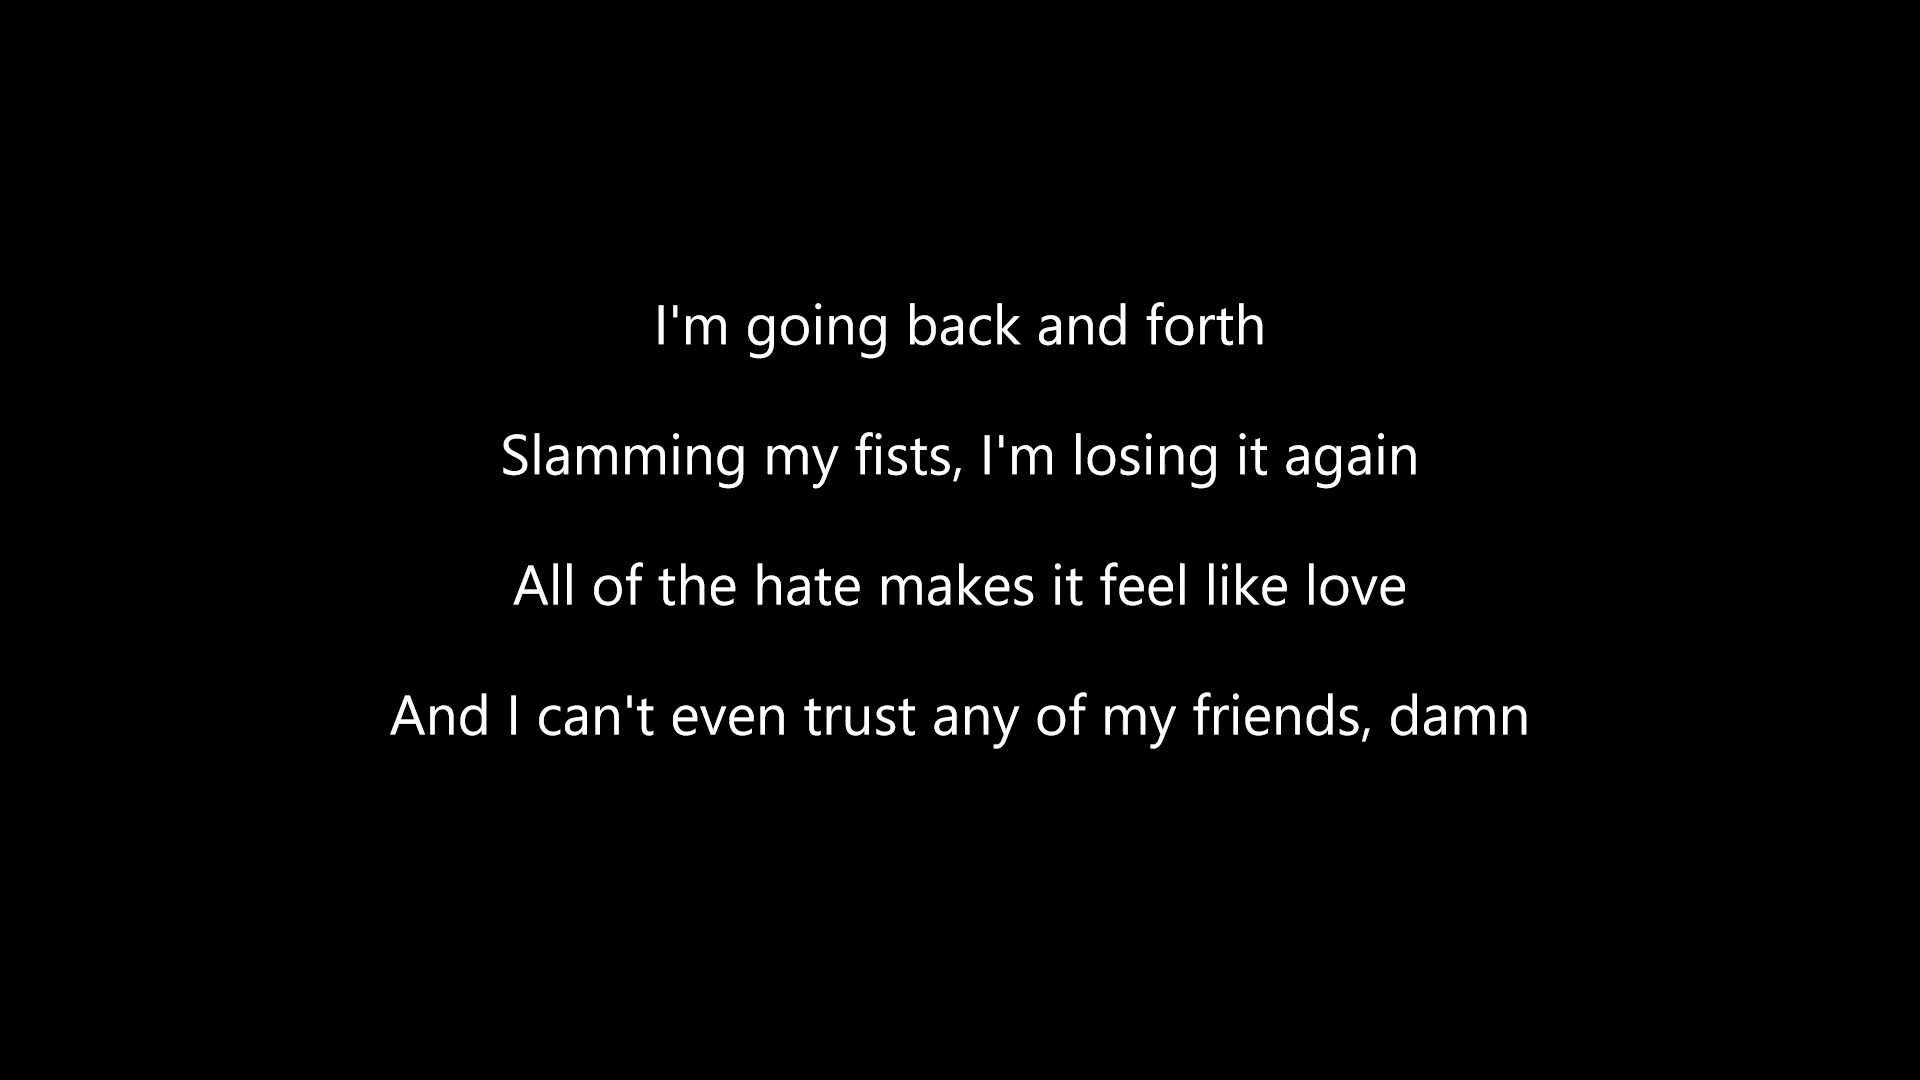 I'm going back and forth
Slamming my fists, I'm losing it again
All of the hate makes it feel like love
And I can't even trust any of my friends, damn